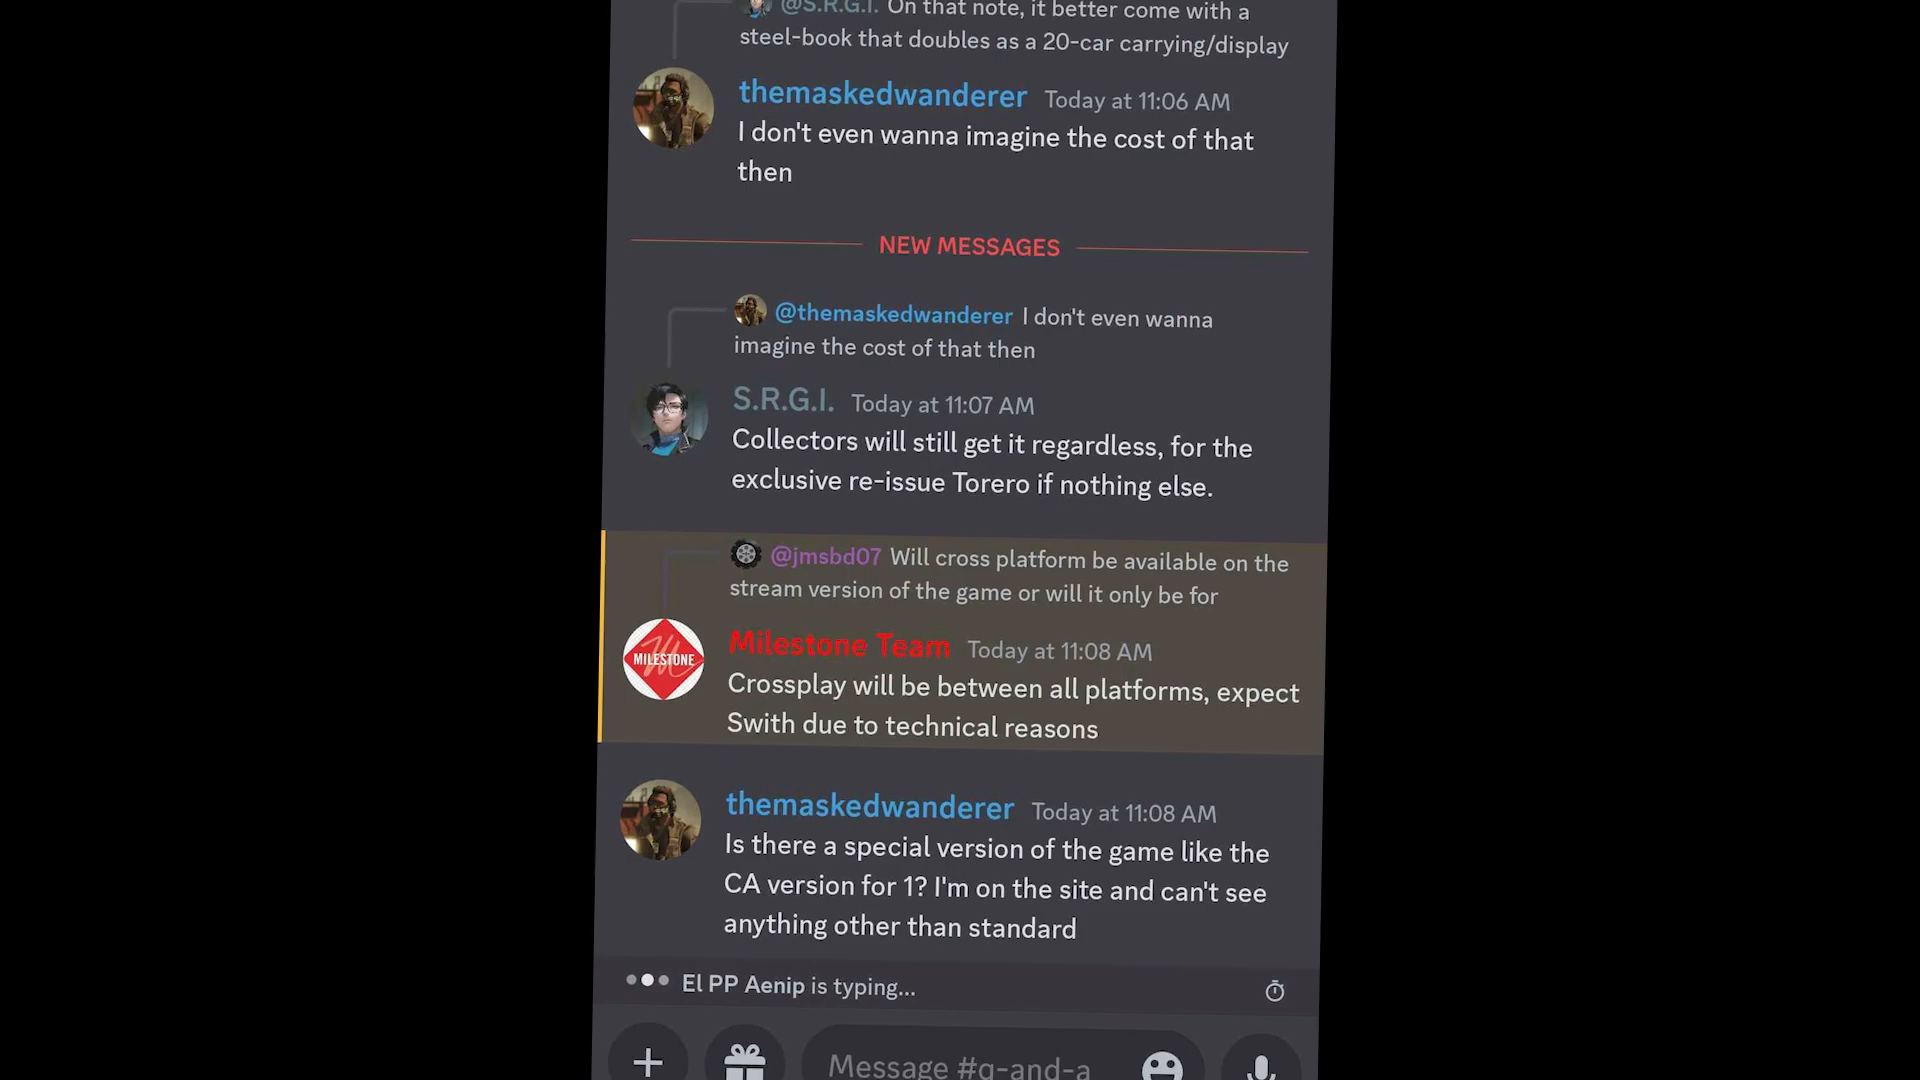 @S.R.G.I. On that note, it better come with a
steel-book that doubles as a 20-car carrying/display
themaskedwanderer Today at 11:06 AM
I don't even wanna imagine the cost of that
then
NEW MESSAGES
@themaskedwanderer I don't even wanna
imagine the cost of that then
S.R.G.I. Today at 11:07 AM
Collectors will still get it regardless, for the
exclusive re-issue Torero if nothing else.
@jmsbd07 Will cross platform be available on the
stream version of the game or will it only be for
MILESTONE
Milestone Team Today at 11:08 AM
Crossplay will be between all platforms, expect
Swith due to technical reasons
themaskedwanderer Today at 11:08 AM
Is there a special version of the game like the
CA version for 1? I'm on the site and can't see
anything other than standard
El PP Aenip is typing...
Message #q-and-a